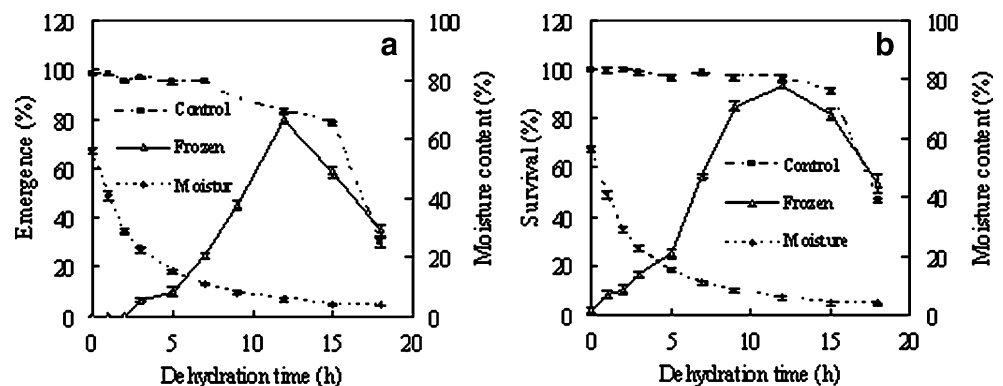 a
Emergence (%)
120
100
80
60
40
20
0
Control
Frozen
Moistur
100
80
60
40
20
0
Moisture content (%)
0 5 10 15 20
Dehydration time (h)
b
Survival (%)
120
100
80
60
40
20
0
Control
Frozen
Moisture
100
80
60
40
20
0
Moisture content (%)
0 5 10 15 20
Dehydration time (h)